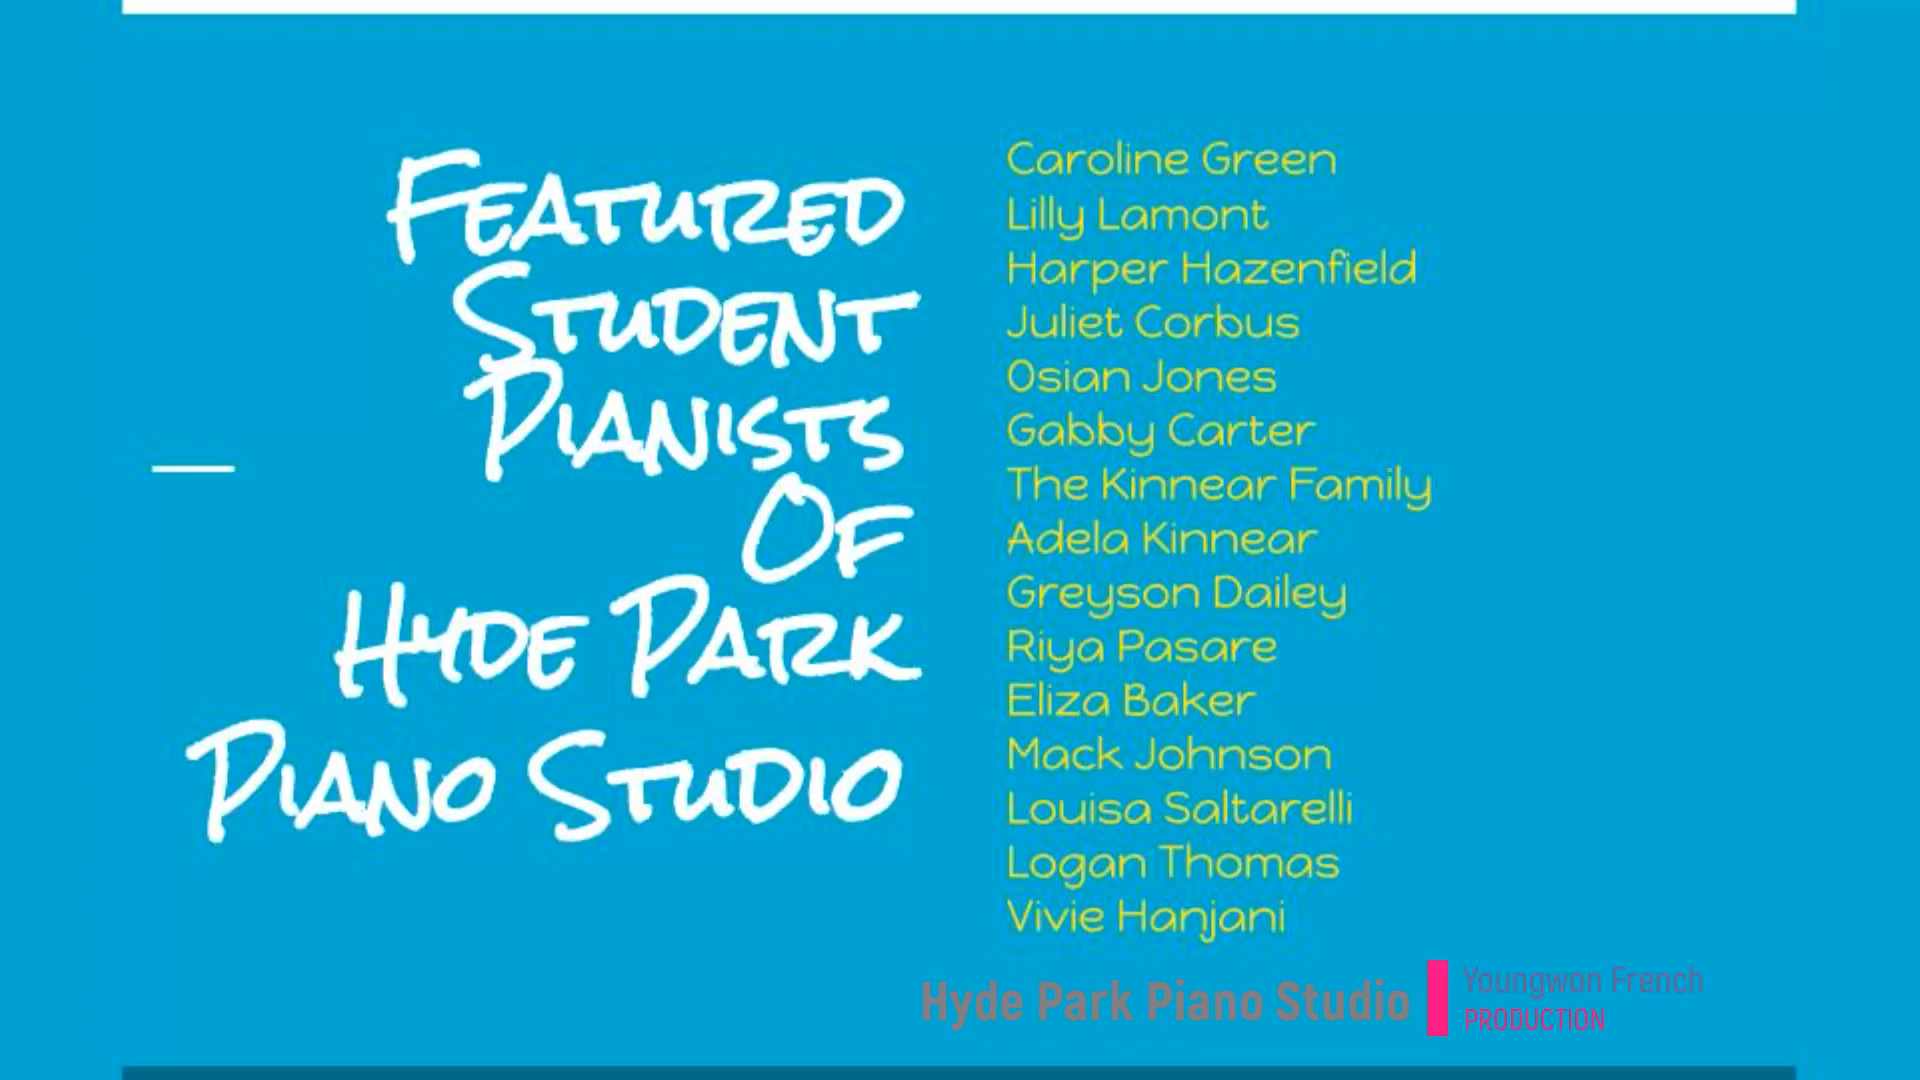 Featured
Student
Pianists
Of
Hyde Park
Piano Studio
Caroline Green
Lilly Lamont
Harper Hazenfield
Juliet Corbus
Osian Jones
Gabby Carter
The Kinnear Family
Adela Kinnear
Greyson Dailey
Riya Pasare
Eliza Baker
Mack Johnson
Louisa Saltarelli
Logan Thomas
Vivie Hanjani
Hyde Park Piano Studio
Youngwon French
PRODUCTION